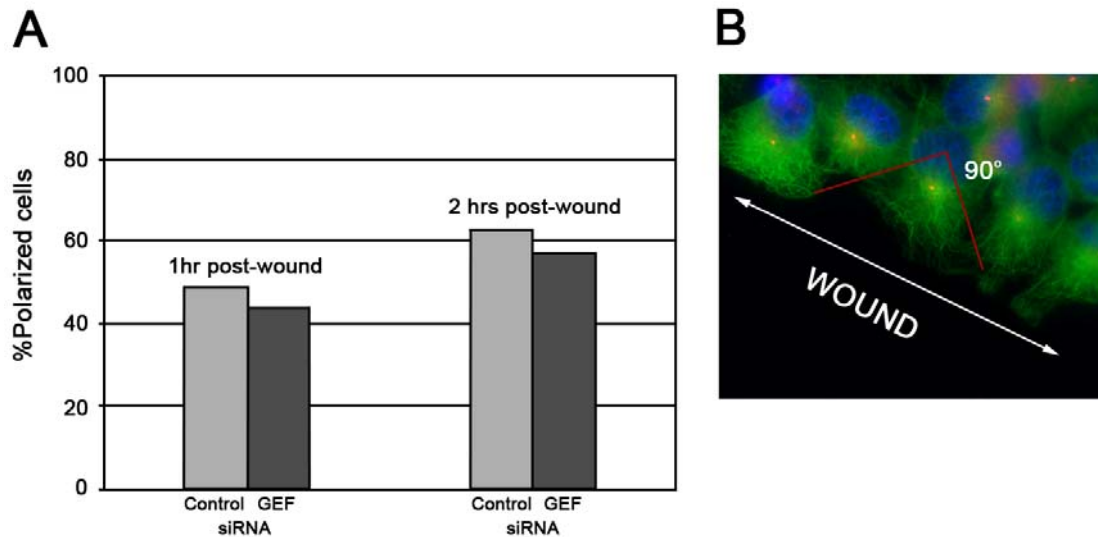 A
100
80
60
40
20
0
%Polarized cells
1hr post-wound
2 hrs post-wound
Control GEF
siRNA
Control GEF
siRNA
B
90°
WOUND